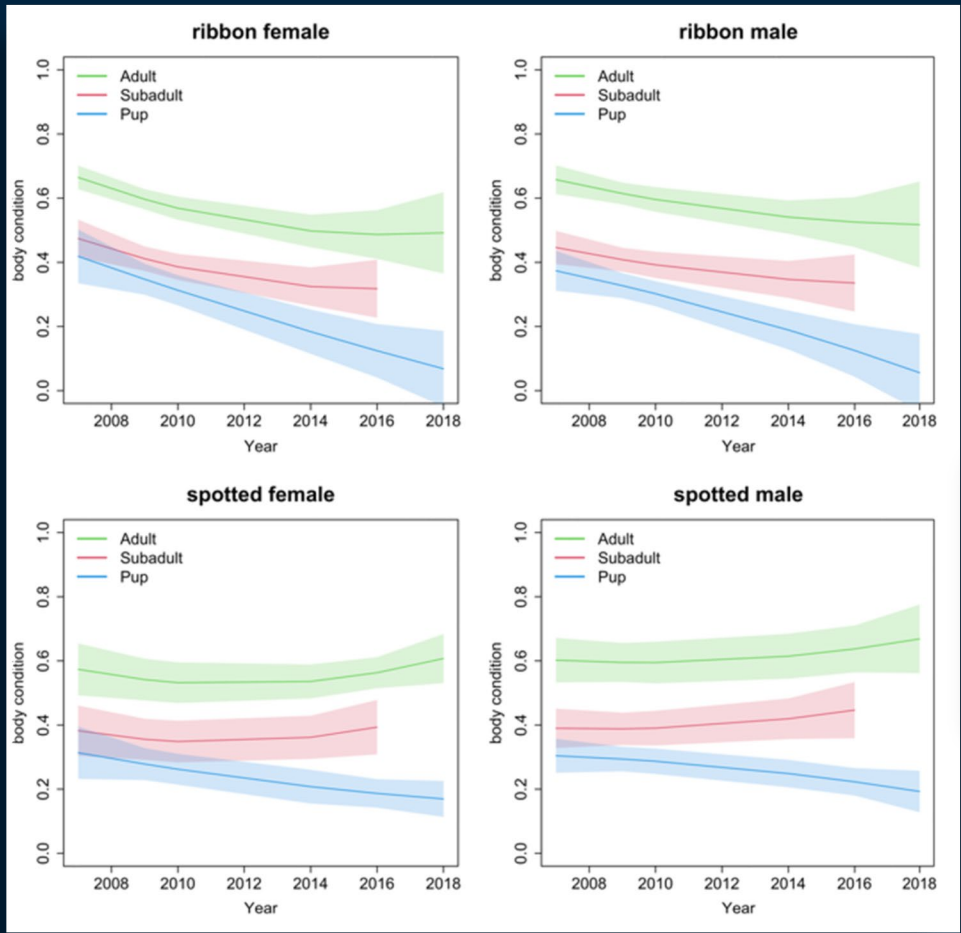 ribbon female
Adult
Subadult
Pup
body condition
1.0
0.8
0.6
0.4
0.2
0.0
2008 2010 2012 2014 2016 2018
Year
ribbon male
Adult
Subadult
Pup
body condition
1.0
0.8
0.6
0.4
0.2
0.0
2008 2010 2012 2014 2016 2018
Year
spotted female
Adult
Subadult
Pup
body condition
1.0
0.8
0.6
0.4
0.2
0.0
2008 2010 2012 2014 2016 2018
Year
spotted male
Adult
Subadult
Pup
body condition
1.0
0.8
0.6
0.4
0.2
0.0
2008 2010 2012 2014 2016 2018
Year